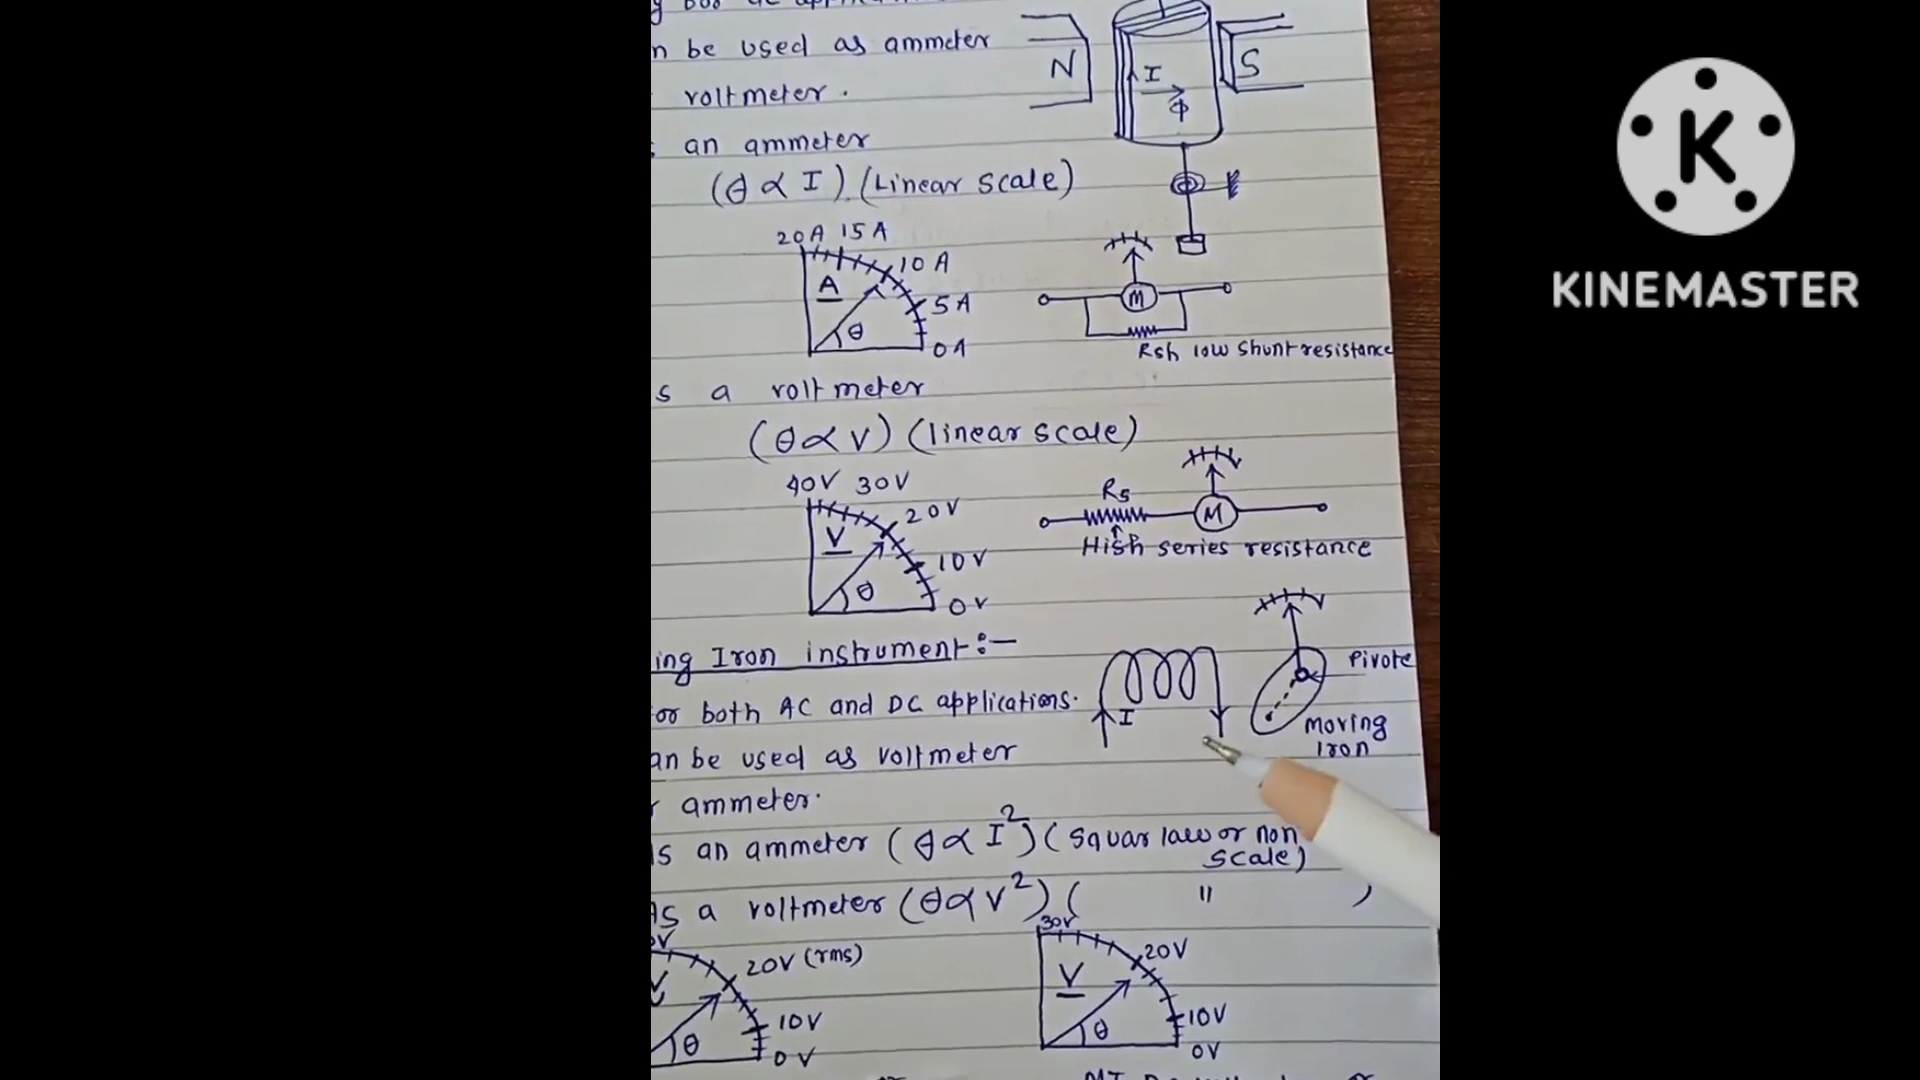 n be used as ammeter
N
I
ϕ
S
voltmeter.
an ammeter
(θ ∝ I) (Linear scale)
20A 15 A
10 A
A
5 A
θ
0A
M
Rsh low shunt resistance
s a voltmeter
(θ ∝ V) (linear scale)
40V 30V
20V
V
10V
θ
0V
Rs
M
High series resistance
ing Iron instrument:-
or both AC and DC applications.
I
Pivote
Moving
Iron
an be used as voltmeter
ammeter.
s an ammeter (θ ∝ I²) (squar law or non
scale)
As a voltmeter (θ ∝ V²) ( " )
20V (rms)
10V
θ
0V
30V
20V
V
10V
θ
0V
K
KINEMASTER